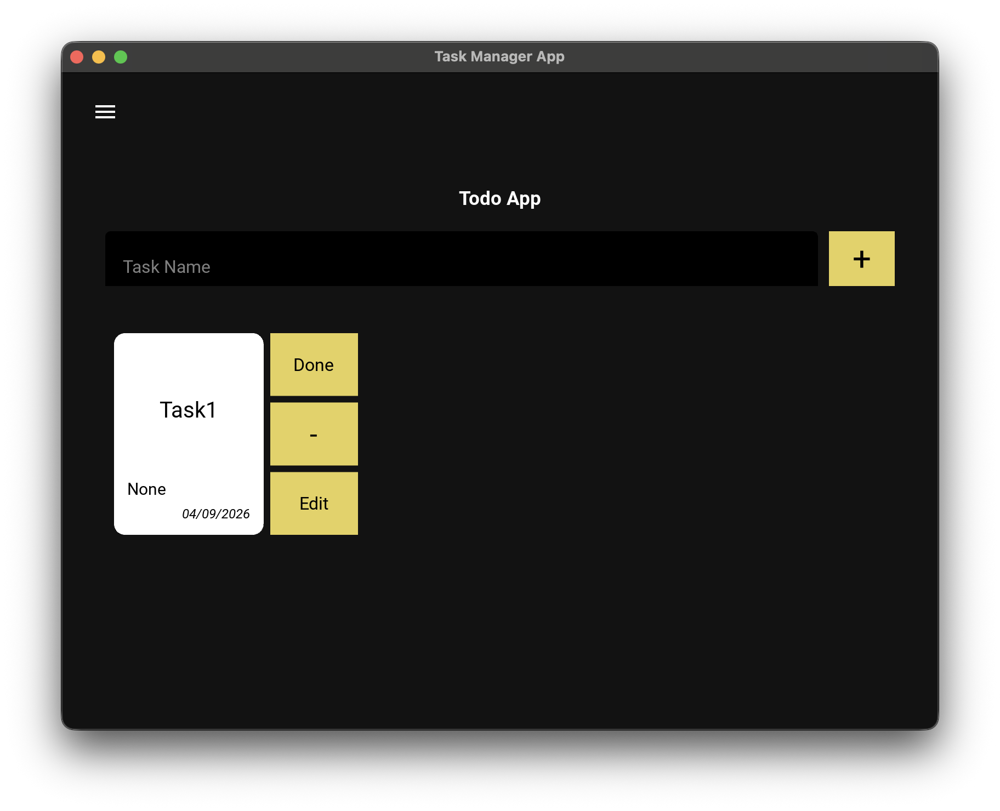 Task Manager App
Todo App
Task Name
+
Task1
None
04/09/2026
Done
-
Edit